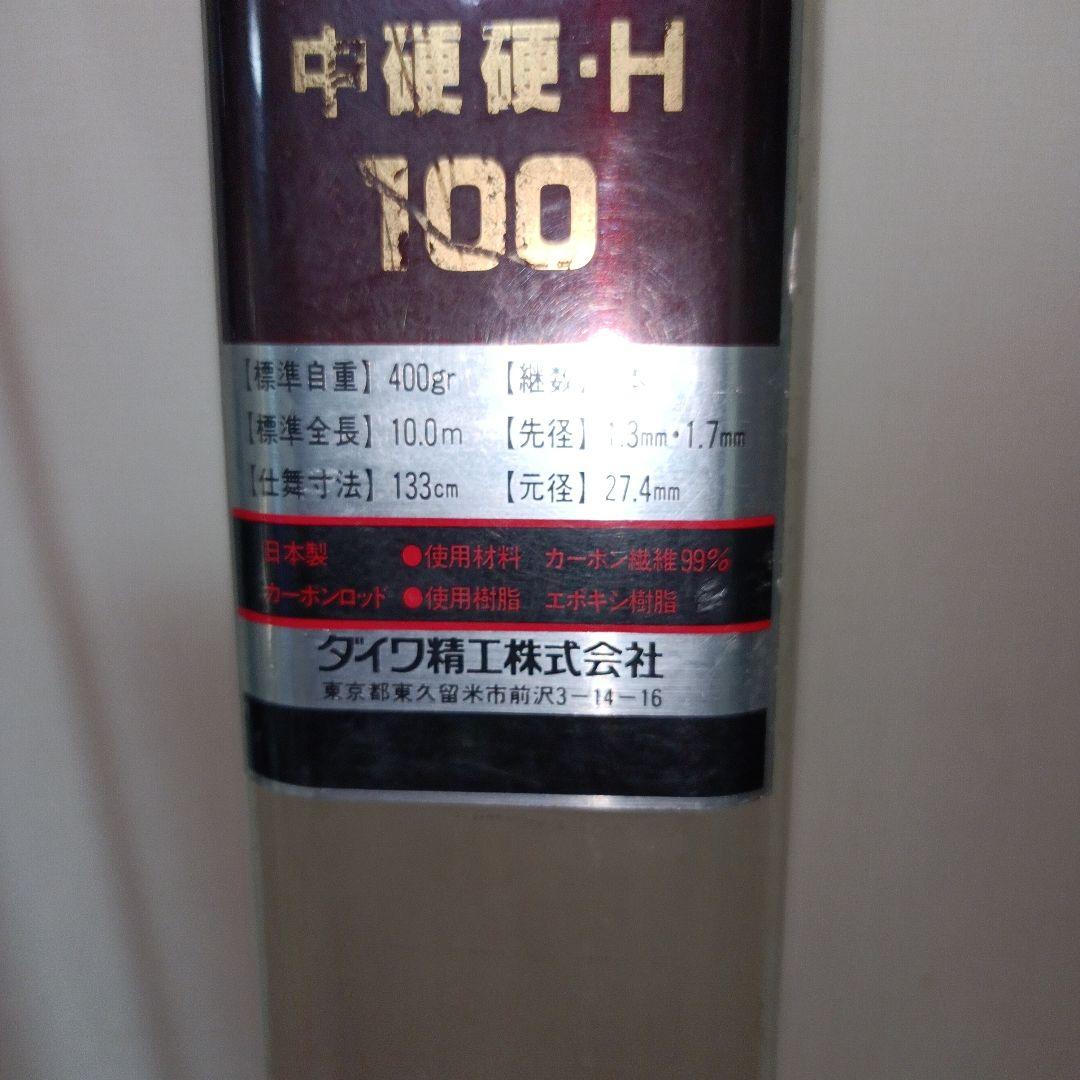 中硬硬・H
100
【標準自重】 400gr 【継数】
【標準全長】 10.0m 【先径】 1.3mm・1.7mm
【仕舞寸法】 133cm 【元径】 27.4mm
日本製 ●使用材料 カーボン繊維99%
カーボンロッド ●使用樹脂 エポキシ樹脂
ダイワ精工株式会社
東京都東久留米市前沢3-14-16